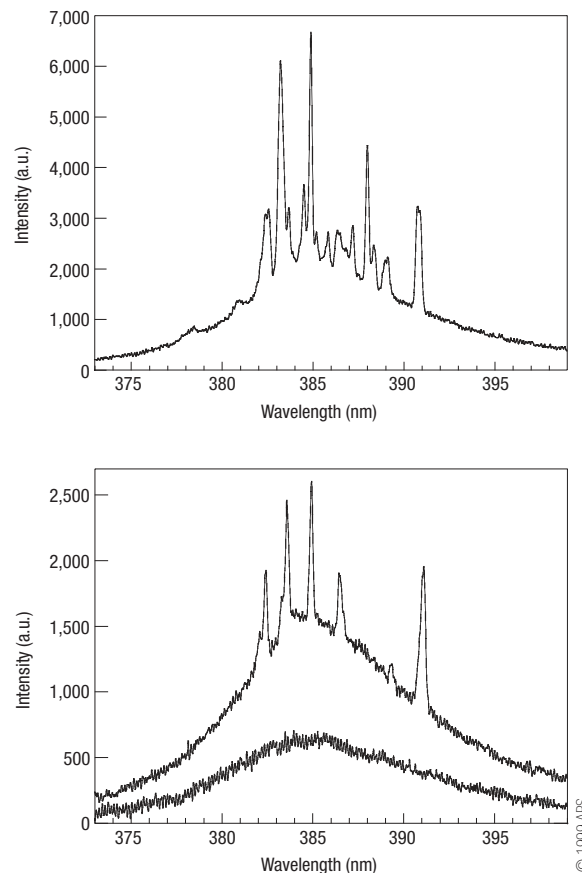 7,000
6,000
5,000
4,000
3,000
2,000
1,000
0
Intensity (a.u.)
375 380 385 390 395
Wavelength (nm)
2,500
2,000
1,500
1,000
500
0
Intensity (a.u.)
375 380 385 390 395
Wavelength (nm)
© 1999 APS